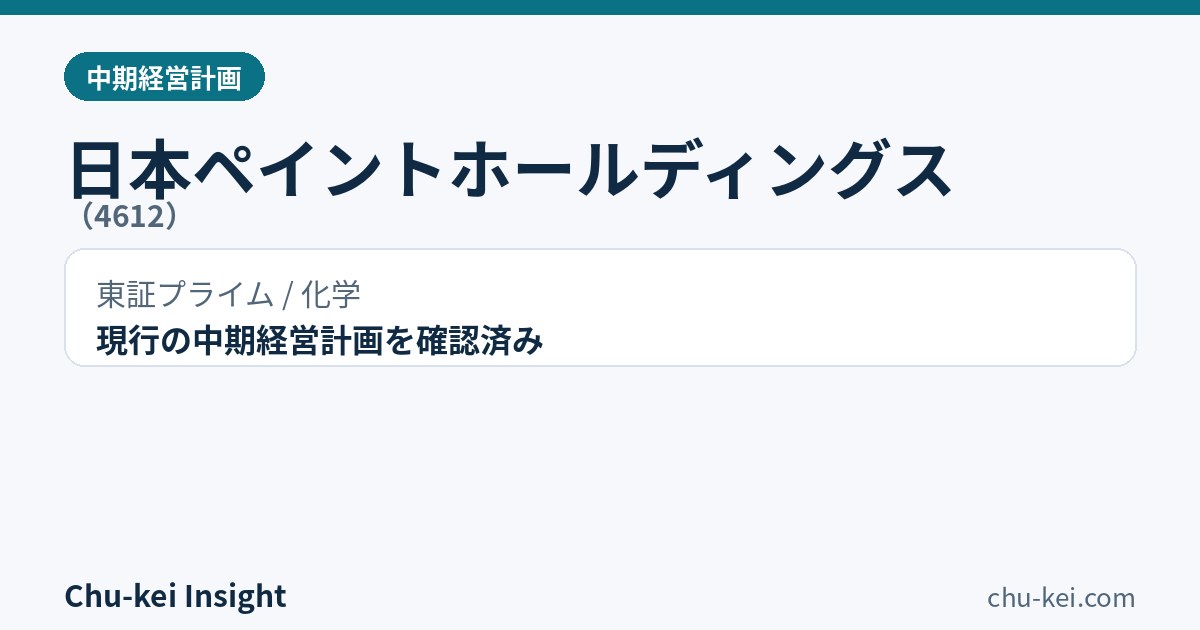 中期経営計画
日本ペイントホールディングス
（4612）
東証プライム / 化学
現行の中期経営計画を確認済み
Chu-kei Insight
chu-kei.com